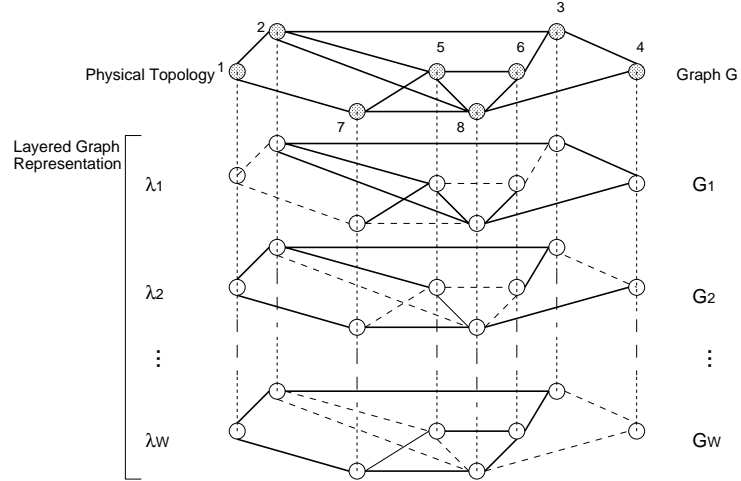 3
2
5
6
4
1
Physical Topology
Graph G
7
8
Layered Graph
Representation
λ1
G1
λ2
G2
⋮
⋮
λW
GW